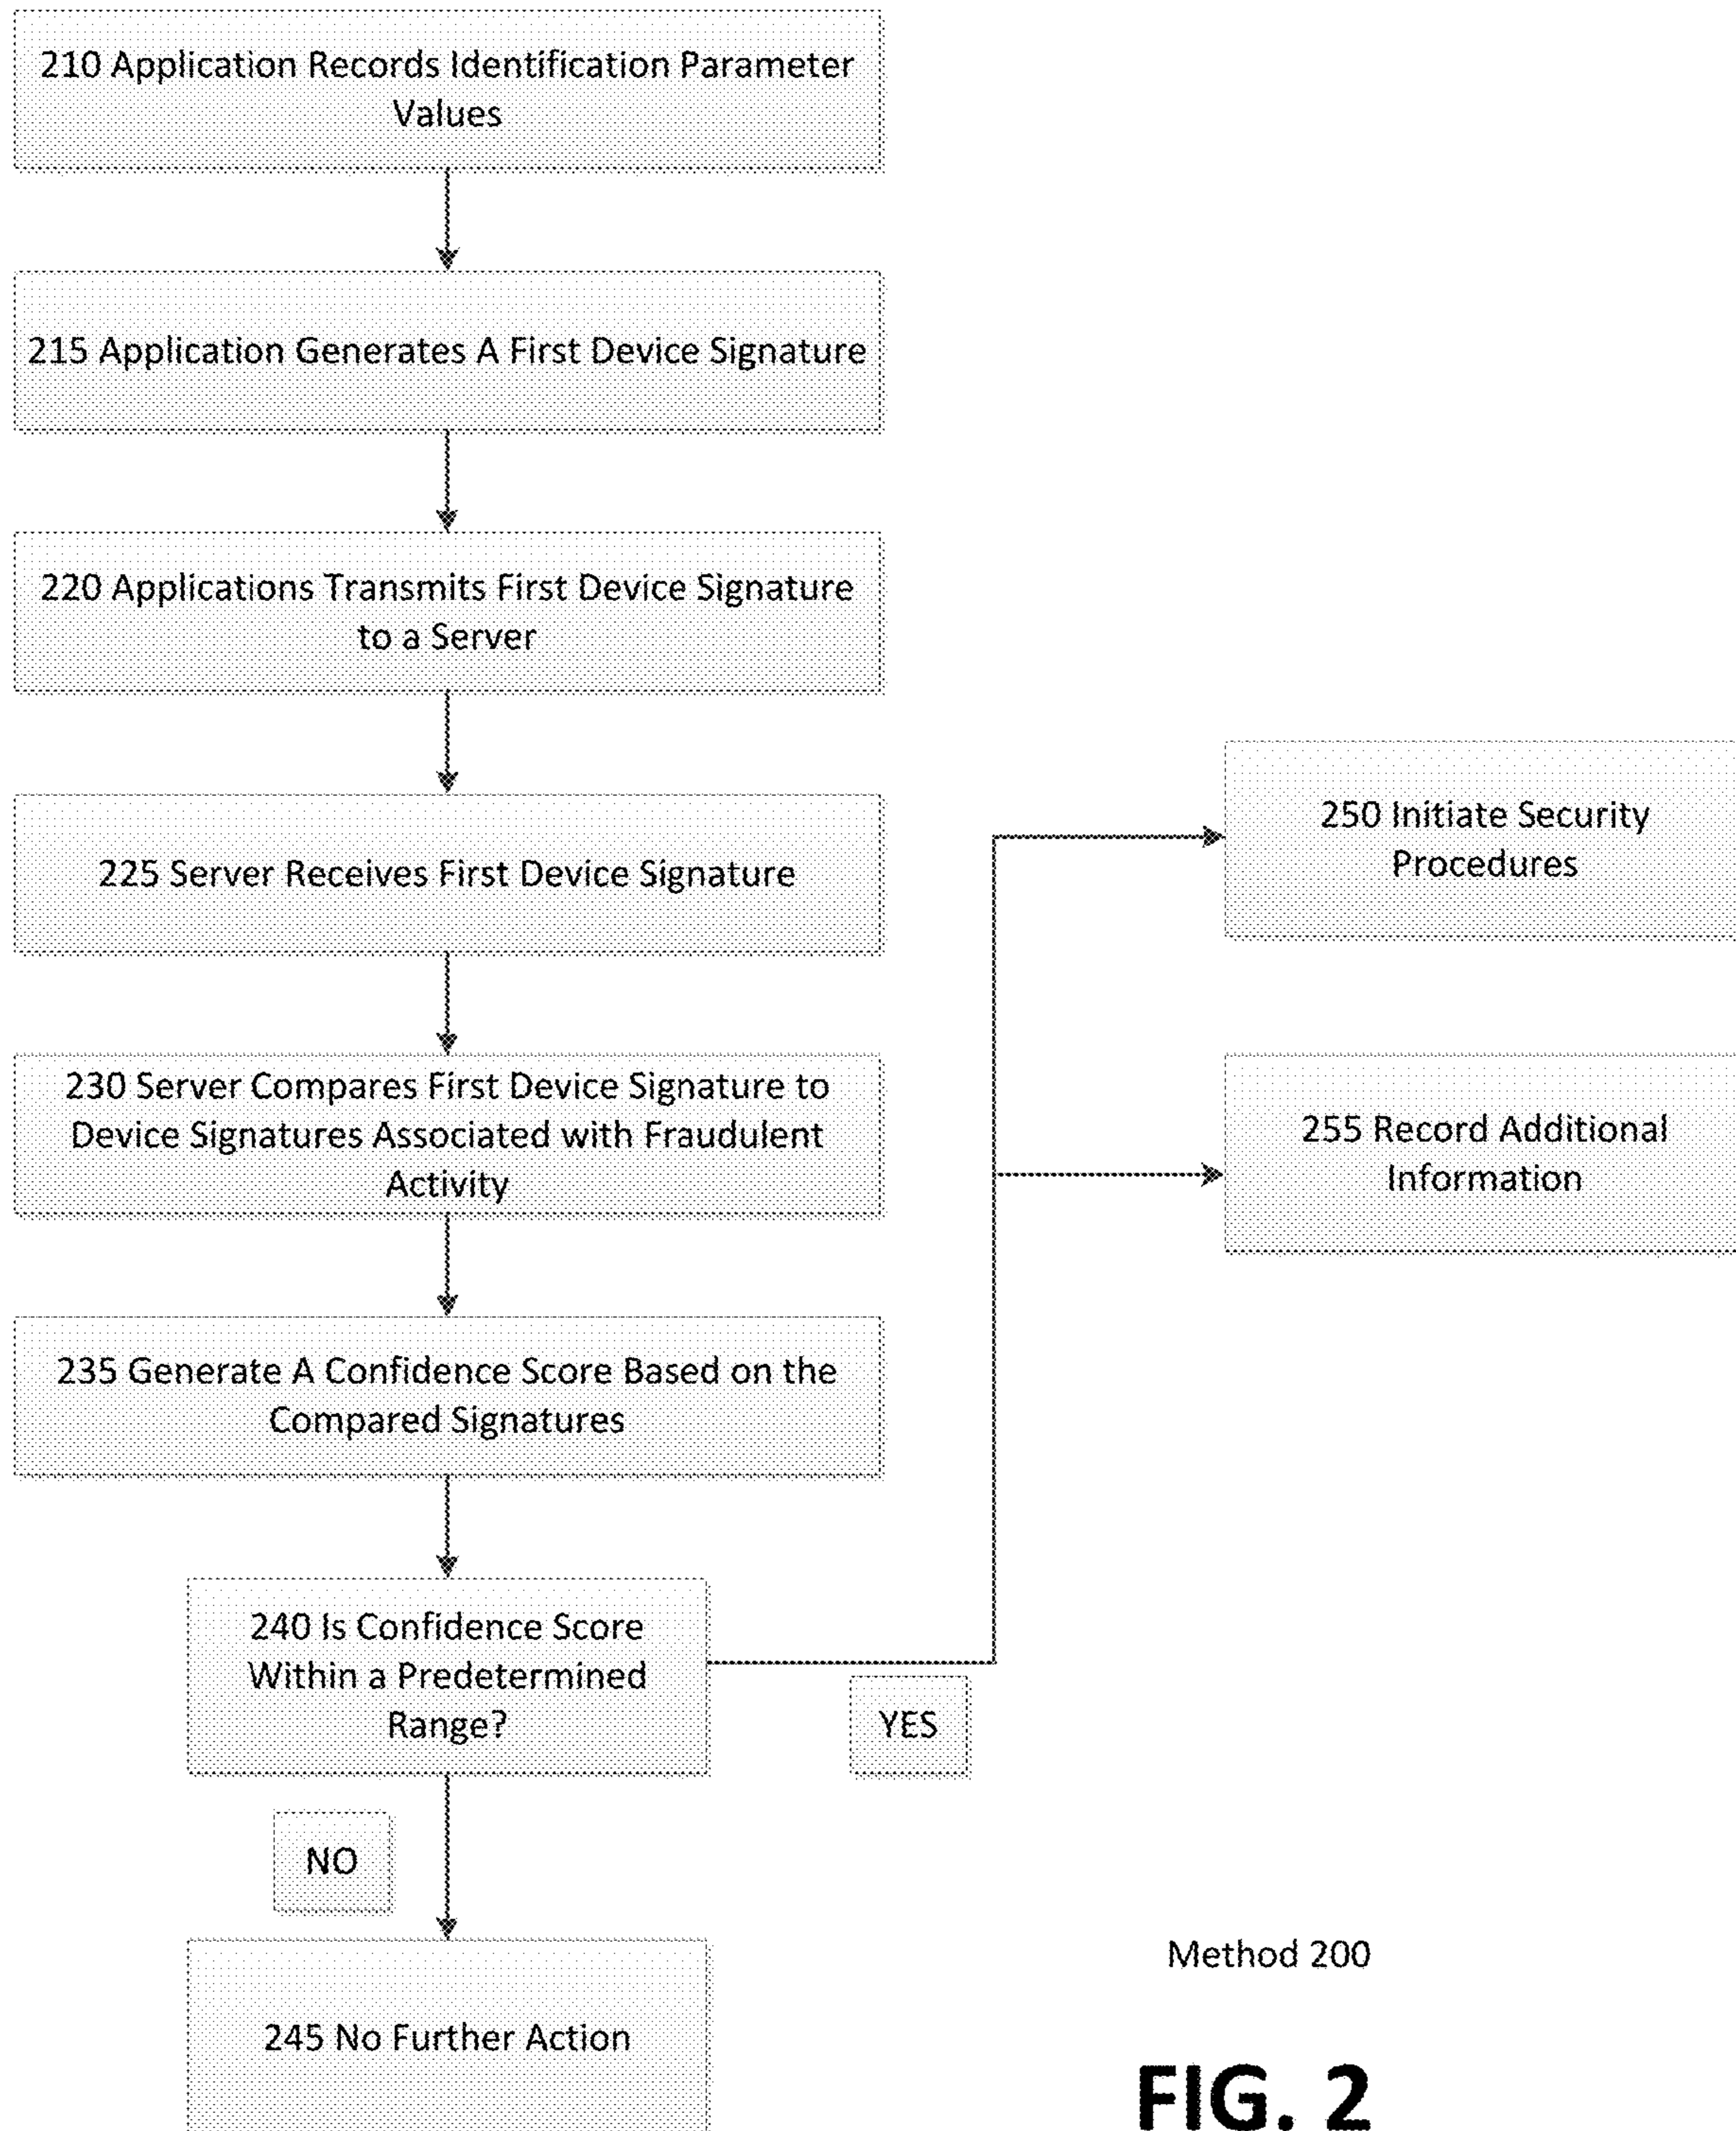 210 Application Records Identification Parameter
Values
215 Application Generates A First Device Signature
220 Applications Transmits First Device Signature
to a Server
225 Server Receives First Device Signature
230 Server Compares First Device Signature to
Device Signatures Associated with Fraudulent
Activity
235 Generate A Confidence Score Based on the
Compared Signatures
240 Is Confidence Score
Within a Predetermined
Range?
YES
NO
245 No Further Action
250 Initiate Security
Procedures
255 Record Additional
Information
Method 200
FIG. 2